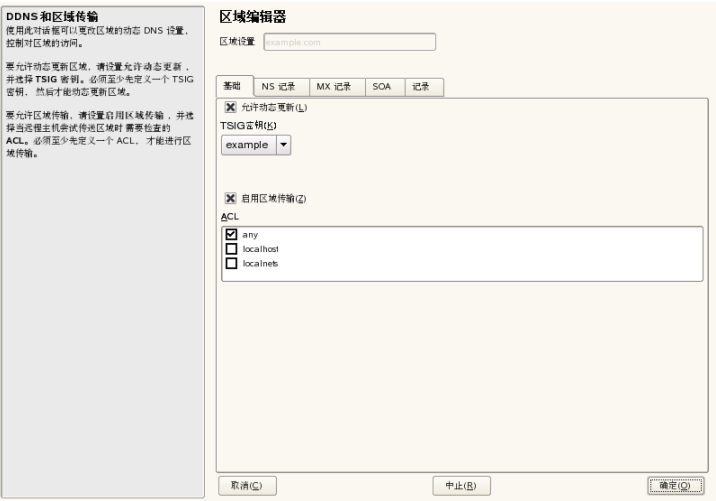 DDNS 和区域传输
使用此对话框可以更改区域的动态 DNS 设置，
控制对区域的访问。
要允许动态更新区域，请设置允许动态更新，
并选择 TSIG 密钥。必须至少定义一个 TSIG
密钥， 然后才能动态更新区域。
要允许区域传输，请设置启用区域传输，并选
择当远程主机尝试传送区域时 需要检查的
ACL。必须至少定义一个 ACL， 才能进行区
域传输。
区域编辑器
区域设置 example.com
基础 NS 记录 MX 记录 SOA 记录
允许动态更新(L)
TSIG密钥(K)
example
启用区域传输(Z)
ACL
any
localhost
localnets
取消(C) 中止(R) 确定(O)